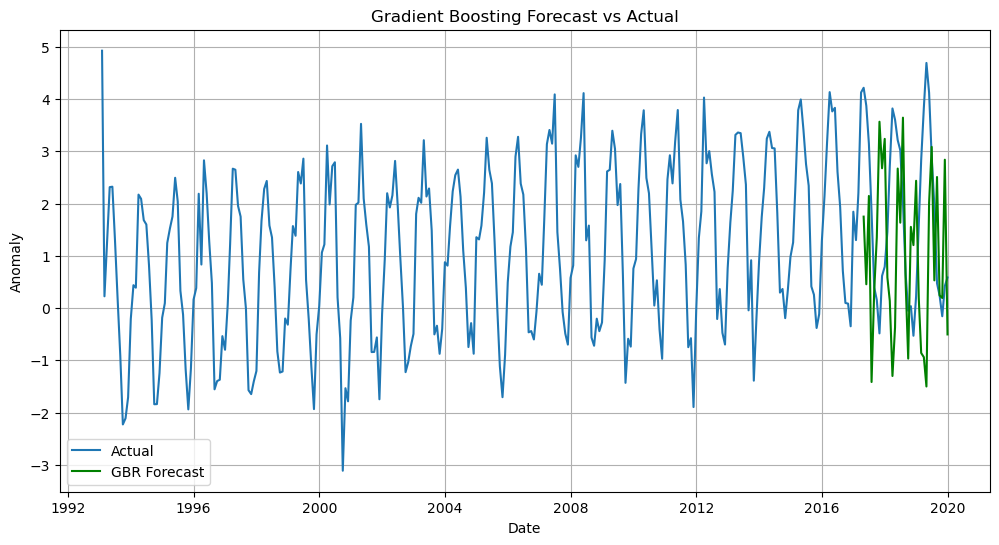 Gradient Boosting Forecast vs Actual
Anomaly
5
4
3
2
1
0
−1
−2
−3
Actual
GBR Forecast
1992 1996 2000 2004 2008 2012 2016 2020
Date